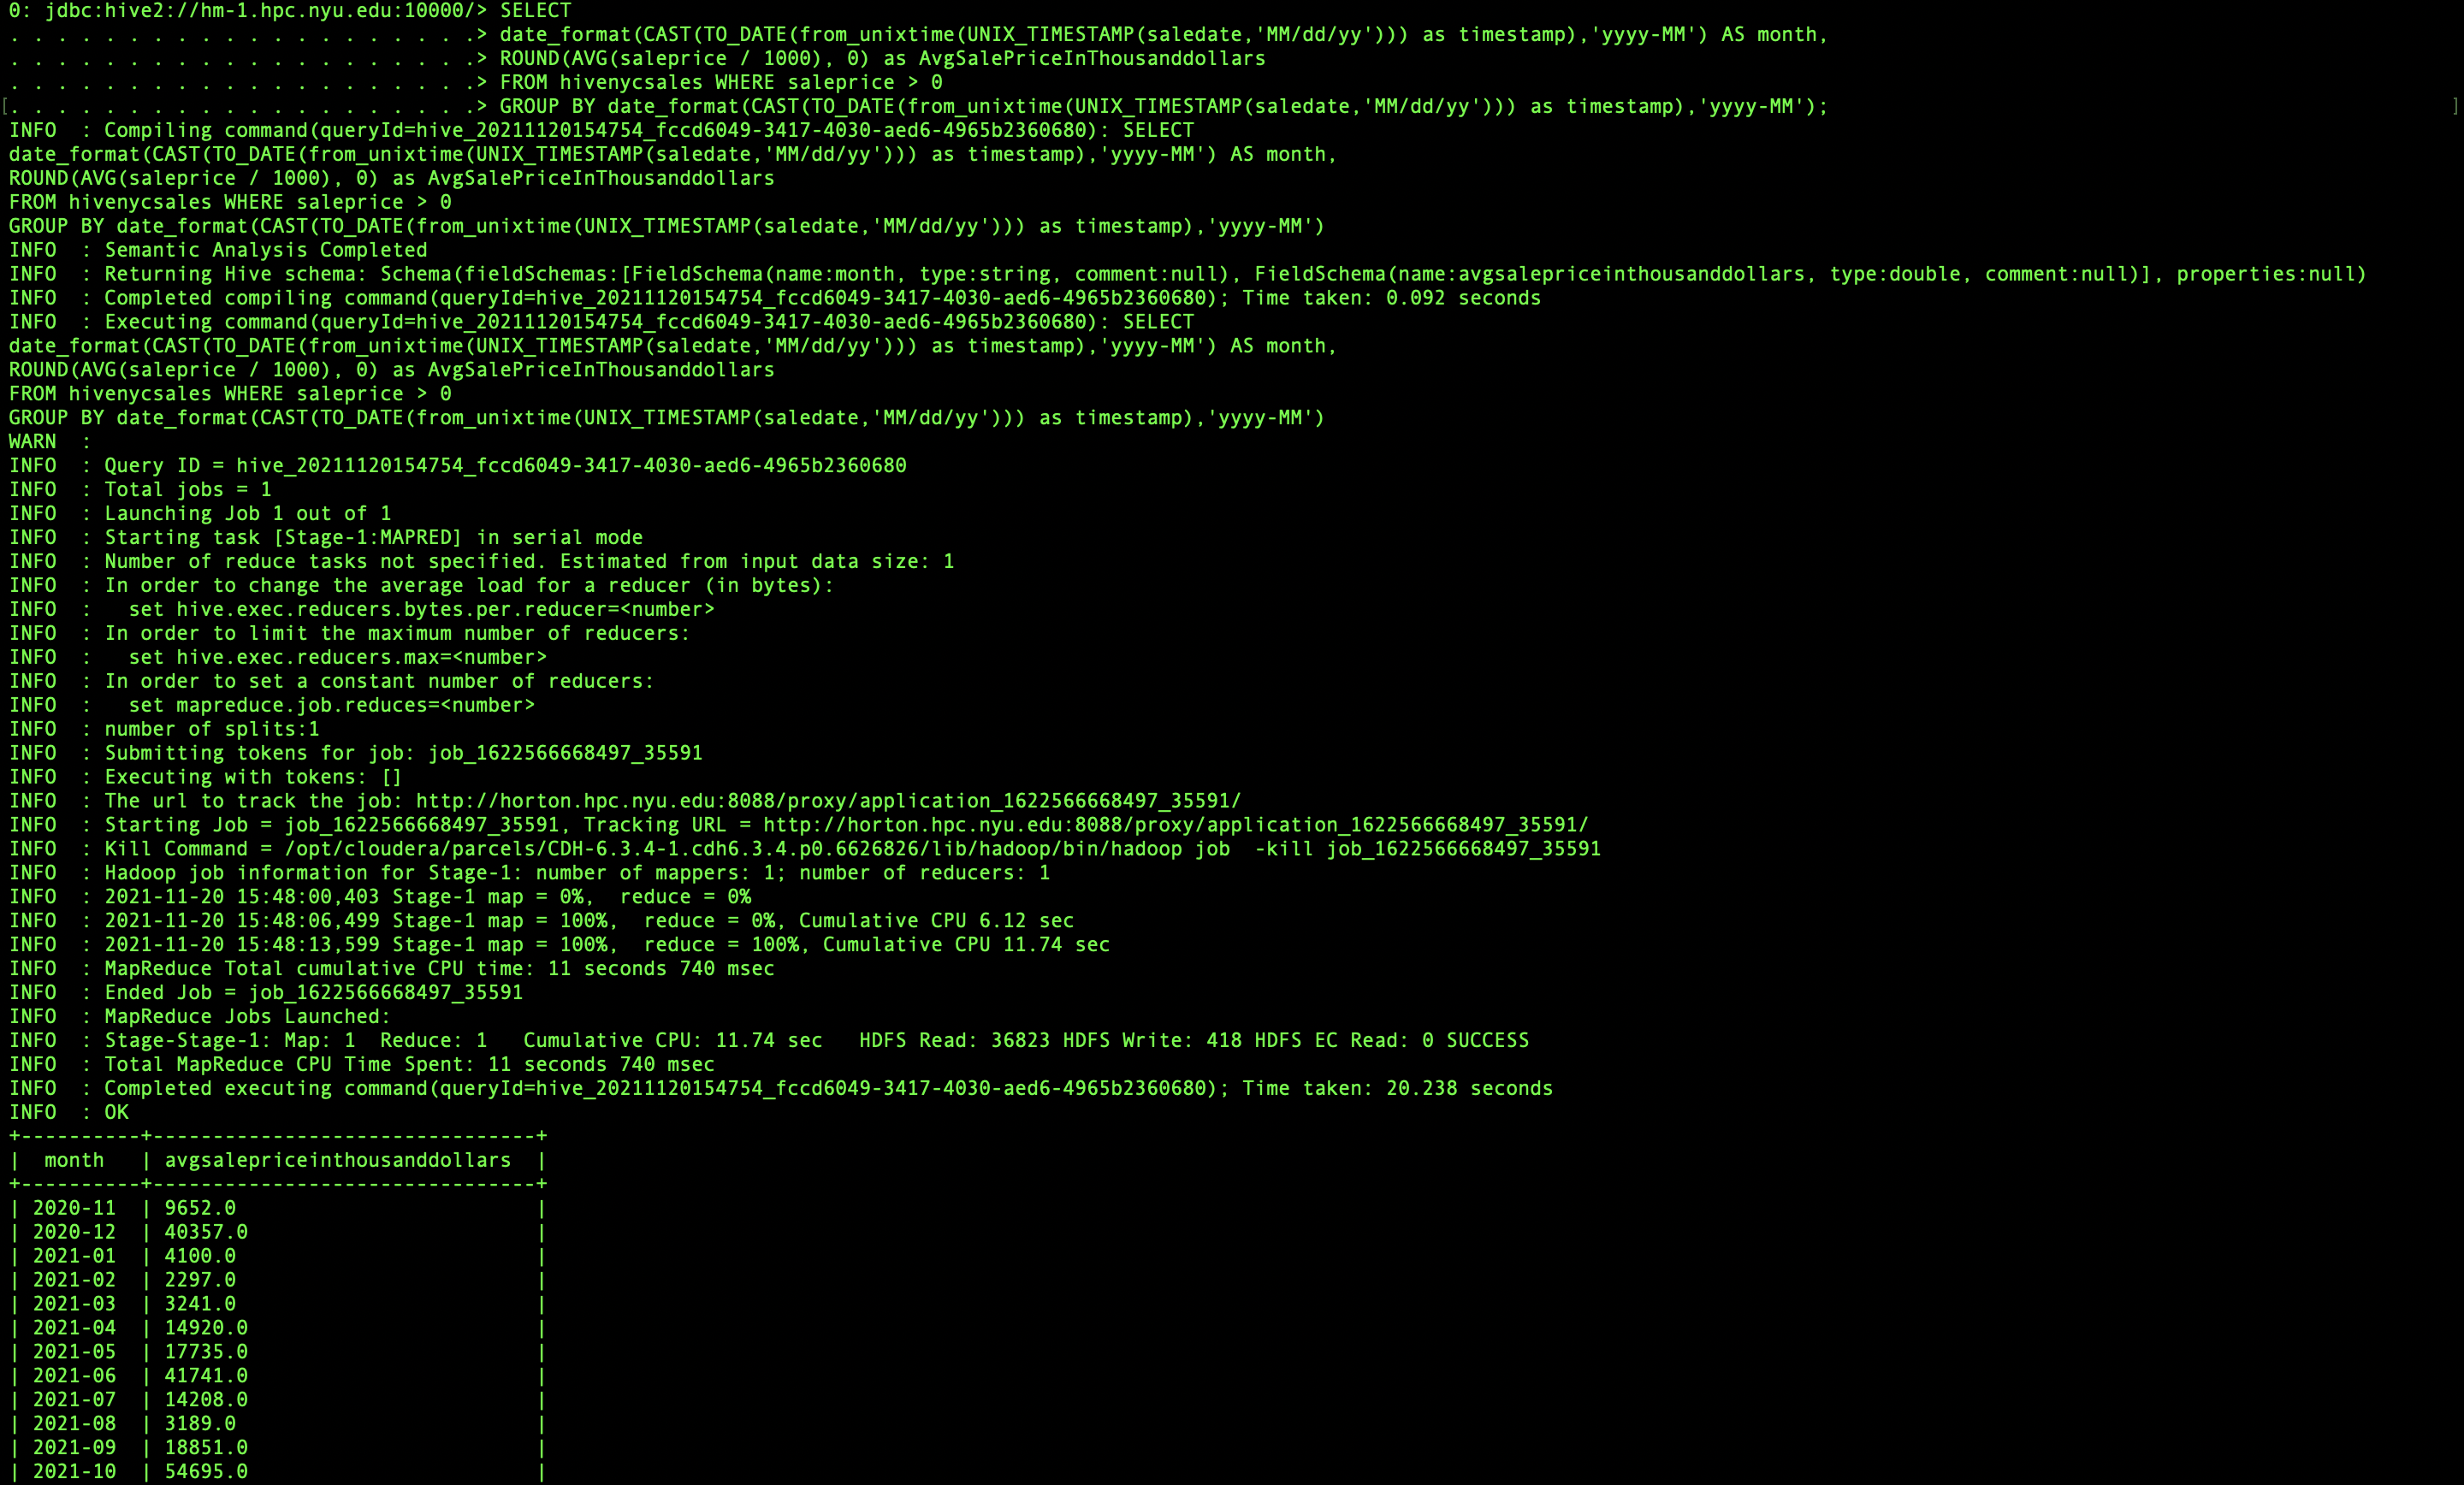 0: jdbc:hive2://hm-1.hpc.nyu.edu:10000/> SELECT
. . . . . . . . . . . . . . . . . . . .> date_format(CAST(TO_DATE(from_unixtime(UNIX_TIMESTAMP(saledate,'MM/dd/yy'))) as timestamp),'yyyy-MM') AS month,
. . . . . . . . . . . . . . . . . . . .> ROUND(AVG(saleprice / 1000), 0) as AvgSalePriceInThousanddollars
. . . . . . . . . . . . . . . . . . . .> FROM hivenycsales WHERE saleprice > 0
[. . . . . . . . . . . . . . . . . . . .> GROUP BY date_format(CAST(TO_DATE(from_unixtime(UNIX_TIMESTAMP(saledate,'MM/dd/yy'))) as timestamp),'yyyy-MM'); ]
INFO  : Compiling command(queryId=hive_20211120154754_fccd6049-3417-4030-aed6-4965b2360680): SELECT
date_format(CAST(TO_DATE(from_unixtime(UNIX_TIMESTAMP(saledate,'MM/dd/yy'))) as timestamp),'yyyy-MM') AS month,
ROUND(AVG(saleprice / 1000), 0) as AvgSalePriceInThousanddollars
FROM hivenycsales WHERE saleprice > 0
GROUP BY date_format(CAST(TO_DATE(from_unixtime(UNIX_TIMESTAMP(saledate,'MM/dd/yy'))) as timestamp),'yyyy-MM')
INFO  : Semantic Analysis Completed
INFO  : Returning Hive schema: Schema(fieldSchemas:[FieldSchema(name:month, type:string, comment:null), FieldSchema(name:avgsalepriceinthousanddollars, type:double, comment:null)], properties:null)
INFO  : Completed compiling command(queryId=hive_20211120154754_fccd6049-3417-4030-aed6-4965b2360680); Time taken: 0.092 seconds
INFO  : Executing command(queryId=hive_20211120154754_fccd6049-3417-4030-aed6-4965b2360680): SELECT
date_format(CAST(TO_DATE(from_unixtime(UNIX_TIMESTAMP(saledate,'MM/dd/yy'))) as timestamp),'yyyy-MM') AS month,
ROUND(AVG(saleprice / 1000), 0) as AvgSalePriceInThousanddollars
FROM hivenycsales WHERE saleprice > 0
GROUP BY date_format(CAST(TO_DATE(from_unixtime(UNIX_TIMESTAMP(saledate,'MM/dd/yy'))) as timestamp),'yyyy-MM')
WARN  :
INFO  : Query ID = hive_20211120154754_fccd6049-3417-4030-aed6-4965b2360680
INFO  : Total jobs = 1
INFO  : Launching Job 1 out of 1
INFO  : Starting task [Stage-1:MAPRED] in serial mode
INFO  : Number of reduce tasks not specified. Estimated from input data size: 1
INFO  : In order to change the average load for a reducer (in bytes):
INFO  :   set hive.exec.reducers.bytes.per.reducer=<number>
INFO  : In order to limit the maximum number of reducers:
INFO  :   set hive.exec.reducers.max=<number>
INFO  : In order to set a constant number of reducers:
INFO  :   set mapreduce.job.reduces=<number>
INFO  : number of splits:1
INFO  : Submitting tokens for job: job_1622566668497_35591
INFO  : Executing with tokens: []
INFO  : The url to track the job: http://horton.hpc.nyu.edu:8088/proxy/application_1622566668497_35591/
INFO  : Starting Job = job_1622566668497_35591, Tracking URL = http://horton.hpc.nyu.edu:8088/proxy/application_1622566668497_35591/
INFO  : Kill Command = /opt/cloudera/parcels/CDH-6.3.4-1.cdh6.3.4.p0.6626826/lib/hadoop/bin/hadoop job  -kill job_1622566668497_35591
INFO  : Hadoop job information for Stage-1: number of mappers: 1; number of reducers: 1
INFO  : 2021-11-20 15:48:00,403 Stage-1 map = 0%,  reduce = 0%
INFO  : 2021-11-20 15:48:06,499 Stage-1 map = 100%,  reduce = 0%, Cumulative CPU 6.12 sec
INFO  : 2021-11-20 15:48:13,599 Stage-1 map = 100%,  reduce = 100%, Cumulative CPU 11.74 sec
INFO  : MapReduce Total cumulative CPU time: 11 seconds 740 msec
INFO  : Ended Job = job_1622566668497_35591
INFO  : MapReduce Jobs Launched:
INFO  : Stage-Stage-1: Map: 1  Reduce: 1   Cumulative CPU: 11.74 sec   HDFS Read: 36823 HDFS Write: 418 HDFS EC Read: 0 SUCCESS
INFO  : Total MapReduce CPU Time Spent: 11 seconds 740 msec
INFO  : Completed executing command(queryId=hive_20211120154754_fccd6049-3417-4030-aed6-4965b2360680); Time taken: 20.238 seconds
INFO  : OK
+----------+--------------------------------+
|  month   | avgsalepriceinthousanddollars  |
+----------+--------------------------------+
| 2020-11  | 9652.0                         |
| 2020-12  | 40357.0                        |
| 2021-01  | 4100.0                         |
| 2021-02  | 2297.0                         |
| 2021-03  | 3241.0                         |
| 2021-04  | 14920.0                        |
| 2021-05  | 17735.0                        |
| 2021-06  | 41741.0                        |
| 2021-07  | 14208.0                        |
| 2021-08  | 3189.0                         |
| 2021-09  | 18851.0                        |
| 2021-10  | 54695.0                        |